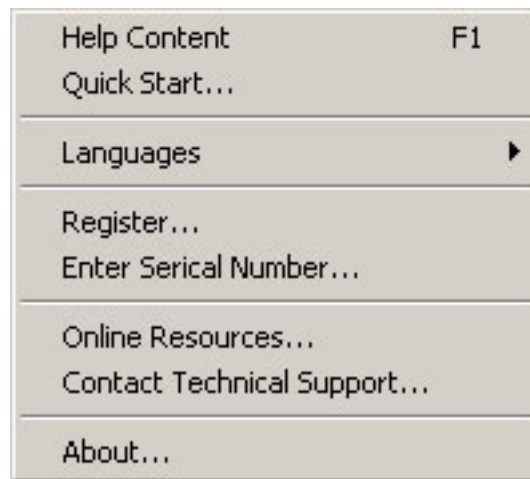 Help Content F1
Quick Start...
Languages
Register...
Enter Serical Number...
Online Resources...
Contact Technical Support...
About...